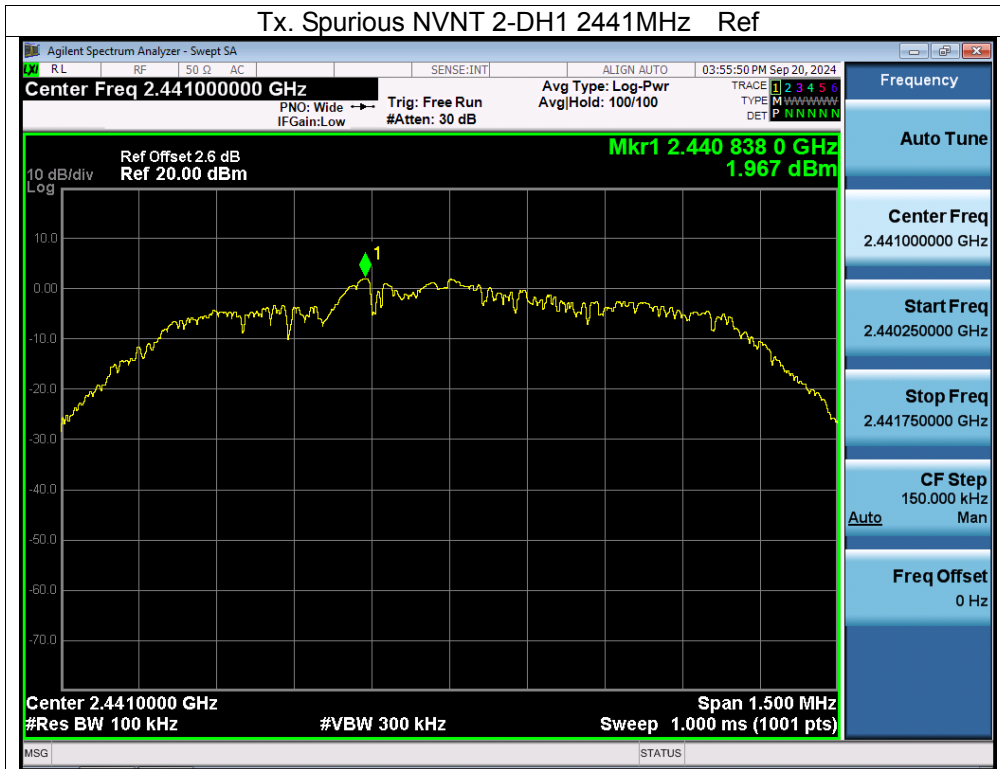 Tx. Spurious NVNT 2-DH1 2441MHz Ref
Agilent Spectrum Analyzer - Swept SA
LXI RL RF 50 Ω AC SENSE:INT ALIGN AUTO 03:55:50 PM Sep 20, 2024
Center Freq 2.441000000 GHz
PNO: Wide
IFGain:Low
Trig: Free Run
#Atten: 30 dB
Avg Type: Log-Pwr
Avg|Hold: 100/100
TRACE 1 2 3 4 5 6
TYPE M WWWWW
DET P N N N N N
Mkr1 2.440 838 0 GHz
1.967 dBm
Ref Offset 2.6 dB
10 dB/div Ref 20.00 dBm
Log
10.0
0.00
-10.0
-20.0
-30.0
-40.0
-50.0
-60.0
-70.0
1
Center 2.4410000 GHz Span 1.500 MHz
#Res BW 100 kHz #VBW 300 kHz Sweep 1.000 ms (1001 pts)
MSG STATUS
Frequency
Auto Tune
Center Freq
2.441000000 GHz
Start Freq
2.440250000 GHz
Stop Freq
2.441750000 GHz
CF Step
150.000 kHz
Auto Man
Freq Offset
0 Hz